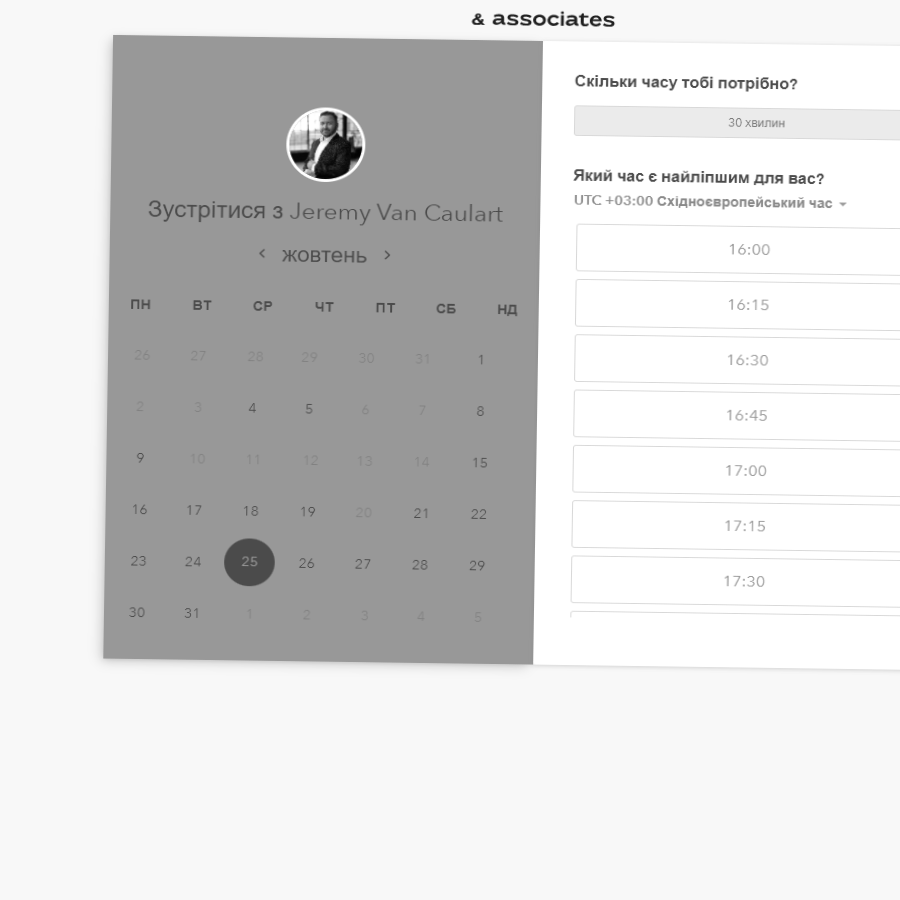 & associates
Зустрітися з Jeremy Van Caulart
‹ жовтень ›
ПН ВТ СР ЧТ ПТ СБ НД
26 27 28 29 30 31 1
2 3 4 5 6 7 8
9 10 11 12 13 14 15
16 17 18 19 20 21 22
23 24 25 26 27 28 29
30 31 1 2 3 4 5
Скільки часу тобі потрібно?
30 хвилин
Який час є найліпшим для вас?
UTC +03:00 Східноєвропейський час
16:00
16:15
16:30
16:45
17:00
17:15
17:30